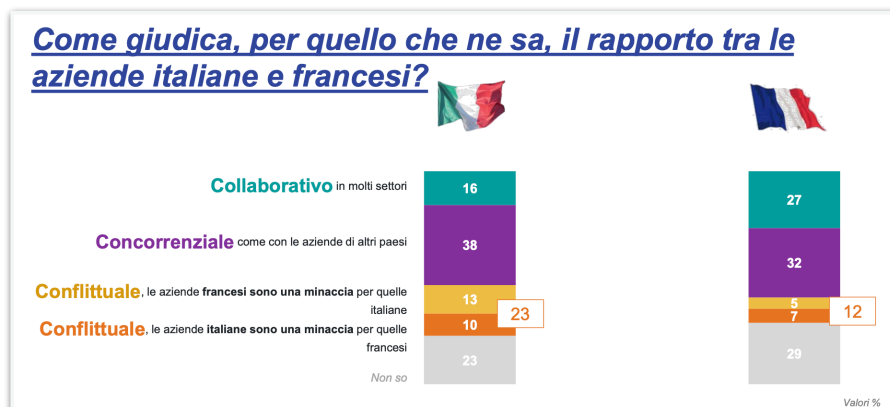 Come giudica, per quello che ne sa, il rapporto tra le
aziende italiane e francesi?
Collaborativo in molti settori
16
27
Concorrenziale come con le aziende di altri paesi
38
32
Conflittuale, le aziende francesi sono una minaccia per quelle
italiane
13
5
Conflittuale, le aziende italiane sono una minaccia per quelle
francesi
10
7
23
12
Non so
23
29
Valori %